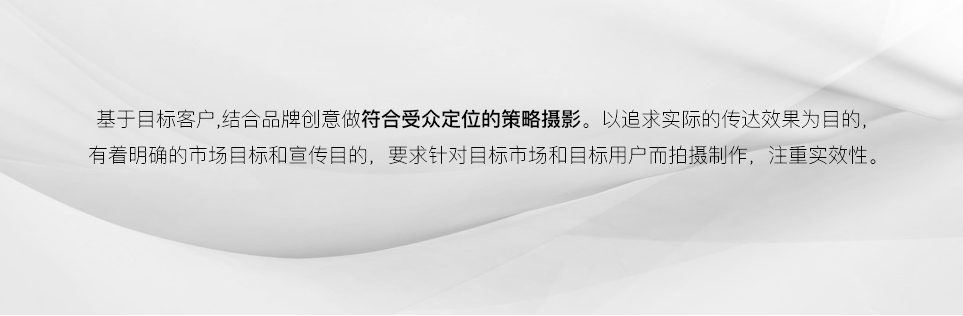 基于目标客户,结合品牌创意做符合受众定位的策略摄影。以追求实际的传达效果为目的,
有着明确的市场目标和宣传目的，要求针对目标市场和目标用户而拍摄制作，注重实效性。